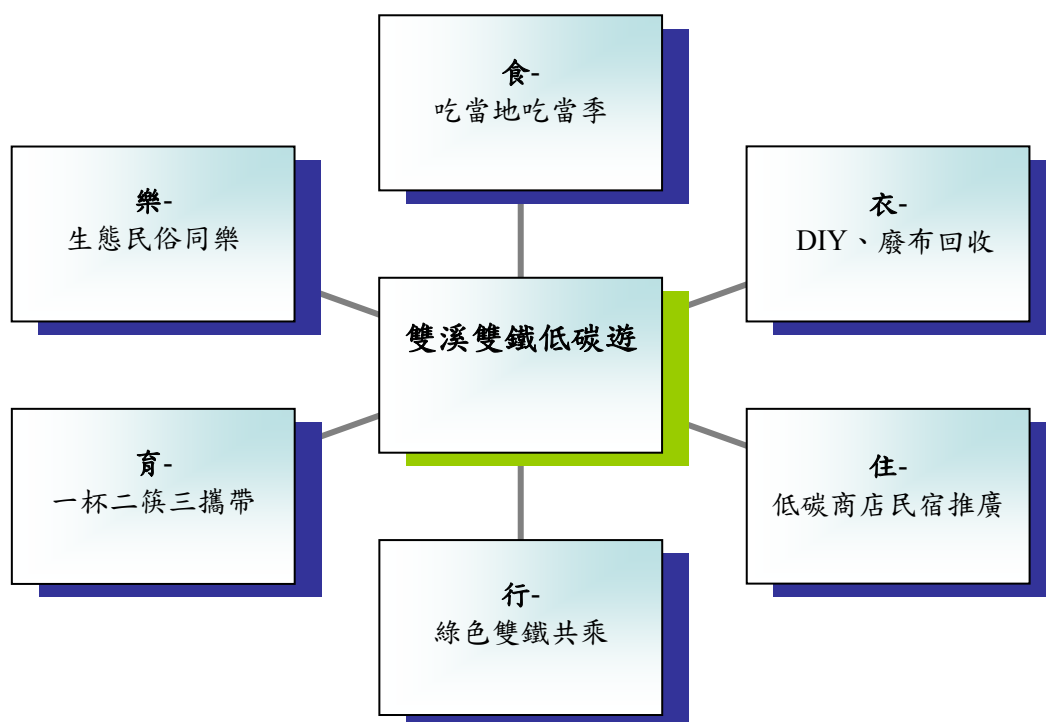 食-
吃當地吃當季
樂-
生態民俗同樂
衣-
DIY、廢布回收
雙溪雙鐵低碳遊
育-
一杯二筷三攜帶
住-
低碳商店民宿推廣
行-
綠色雙鐵共乘